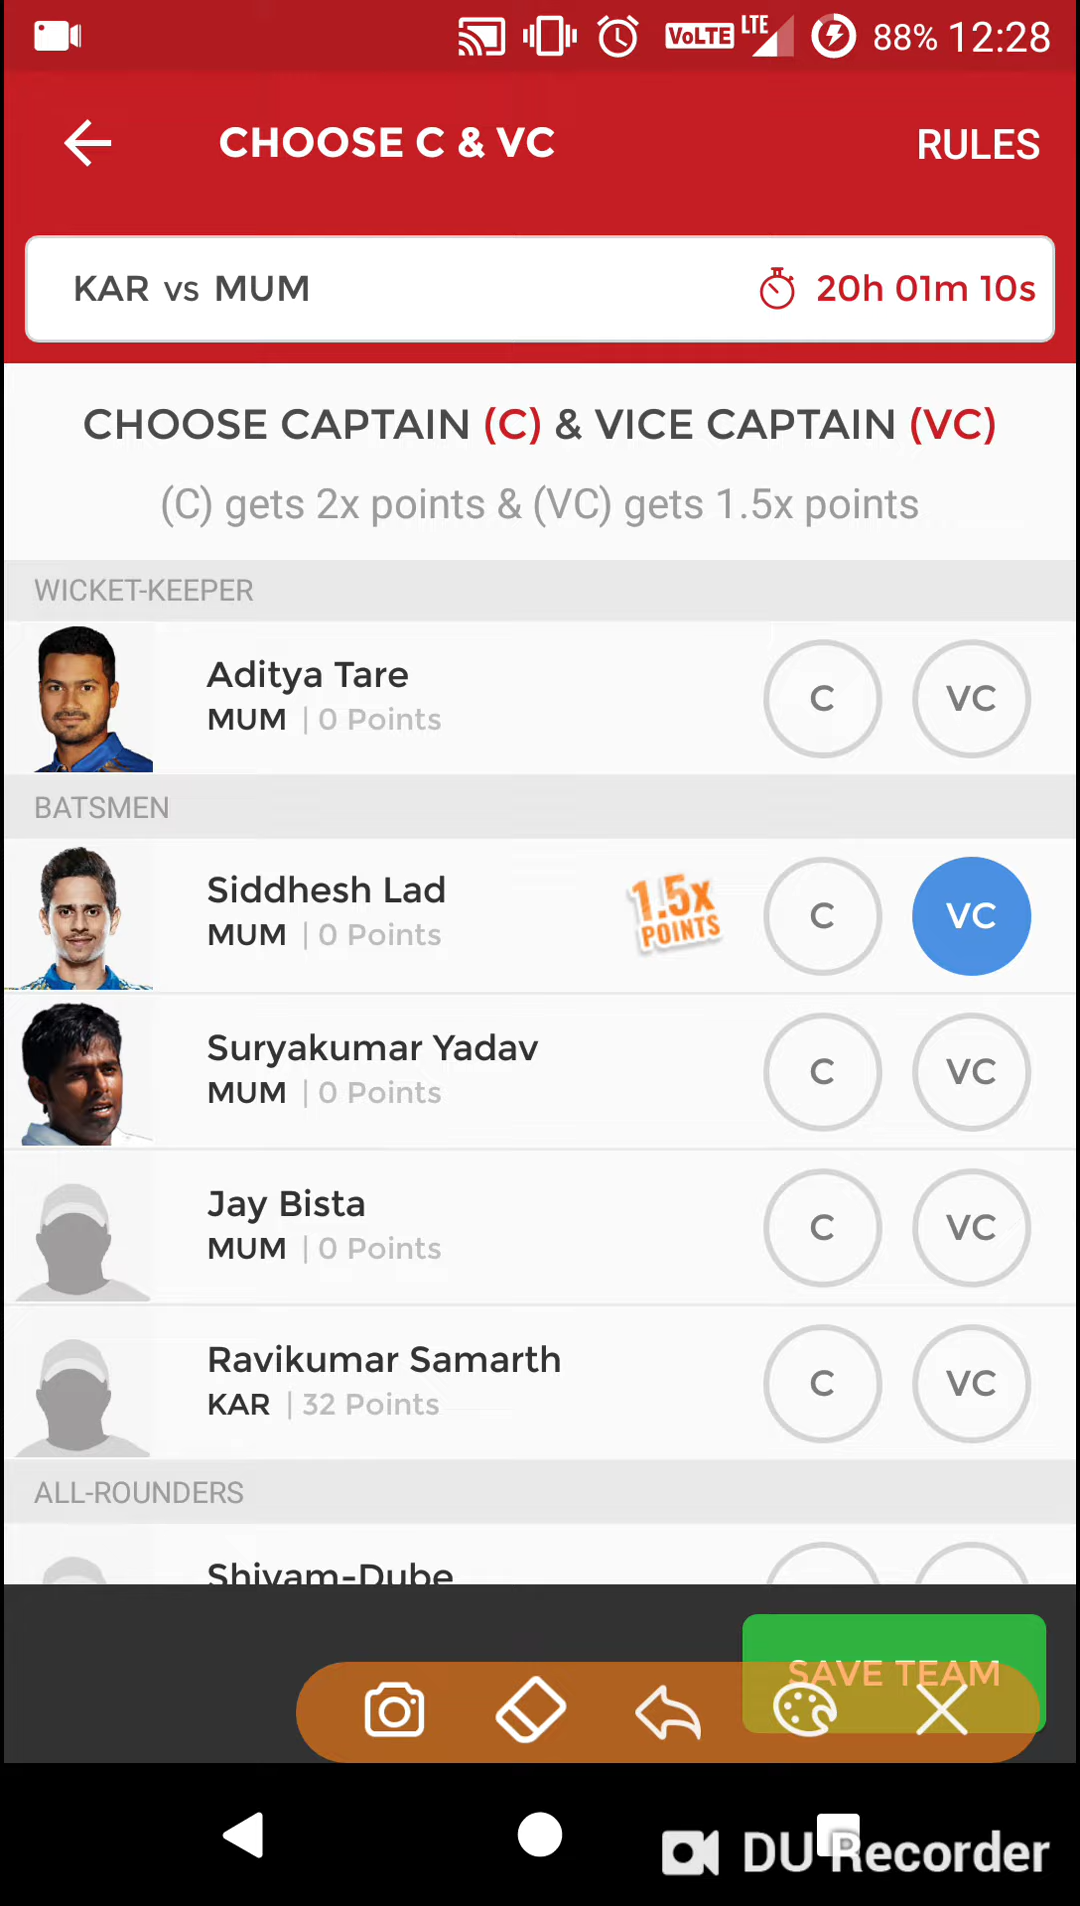 VoLTE LTE 88% 12:28
CHOOSE C & VC RULES
KAR vs MUM 20h 01m 10s
CHOOSE CAPTAIN (C) & VICE CAPTAIN (VC)
(C) gets 2x points & (VC) gets 1.5x points
WICKET-KEEPER
Aditya Tare
MUM | 0 Points
C VC
BATSMEN
Siddhesh Lad
MUM | 0 Points
1.5x
POINTS
C VC
Suryakumar Yadav
MUM | 0 Points
C VC
Jay Bista
MUM | 0 Points
C VC
Ravikumar Samarth
KAR | 32 Points
C VC
ALL-ROUNDERS
Shivam-Dube
SAVE TEAM
DU Recorder